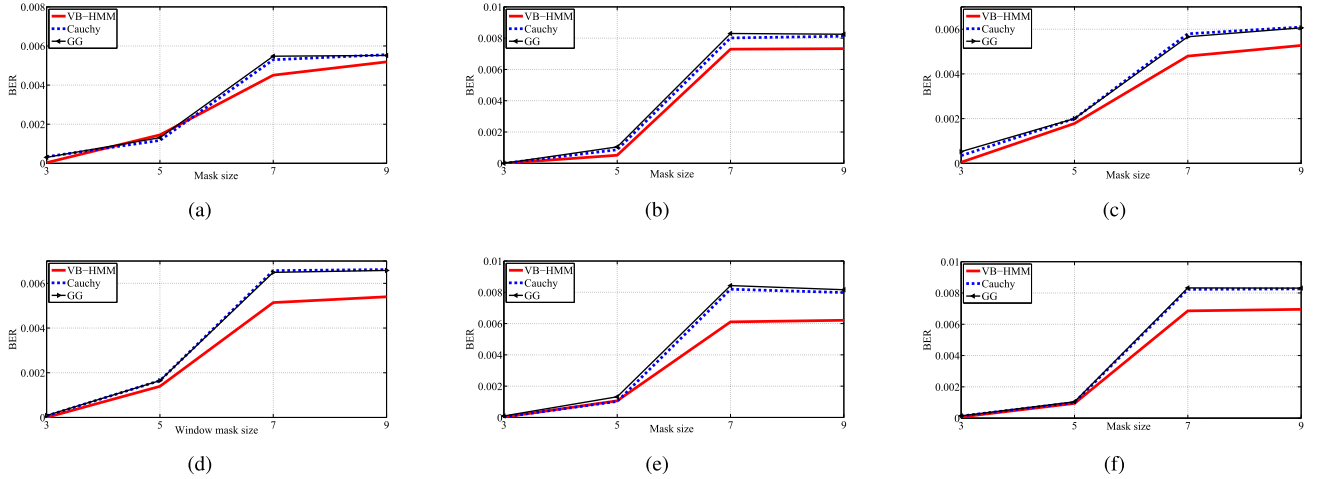 0.008
0.006
0.004
0.002
0
BER
VB-HMM
Cauchy
GG
3
5
7
9
Mask size
(a)
0.01
0.008
0.006
0.004
0.002
0
BER
VB-HMM
Cauchy
GG
3
5
7
9
Mask size
(b)
0.006
0.004
0.002
0
BER
VB-HMM
Cauchy
GG
3
5
7
9
Mask size
(c)
0.006
0.004
0.002
0
BER
VB-HMM
Cauchy
GG
3
5
7
9
Window mask size
(d)
0.01
0.008
0.006
0.004
0.002
0
BER
VB-HMM
Cauchy
GG
3
5
7
9
Mask size
(e)
0.01
0.008
0.006
0.004
0.002
0
BER
VB-HMM
Cauchy
GG
3
5
7
9
Mask size
(f)